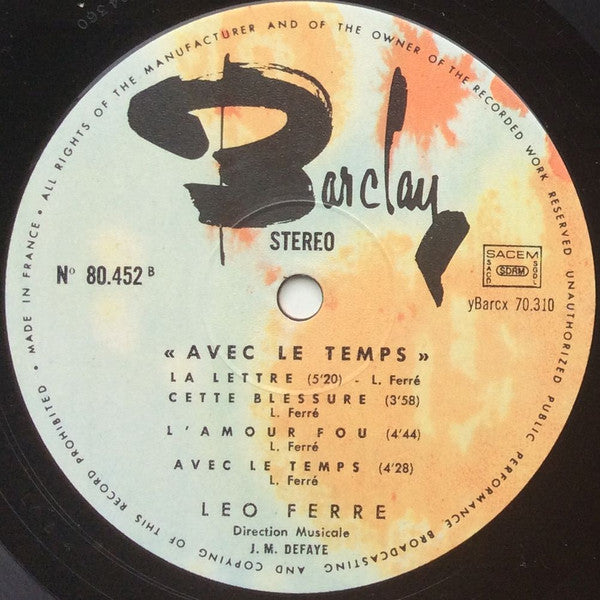 ALL RIGHTS OF THE MANUFACTURER AND OF THE OWNER OF THE RECORDED WORK RESERVED UNAUTHORIZED PUBLIC PERFORMANCE BROADCASTING AND COPYING OF THIS RECORD PROHIBITED • MADE IN FRANCE •
Barclay
STEREO
Nº 80.452 B
SACEM
SACD SDRM SGDL
yBarcx 70.310
« AVEC LE TEMPS »
LA LETTRE (5'20) - L. Ferré
CETTE BLESSURE (3'58)
L. Ferré
L'AMOUR FOU (4'44)
L. Ferré
AVEC LE TEMPS (4'28)
L. Ferré
LEO FERRE
Direction Musicale
J. M. DEFAYE